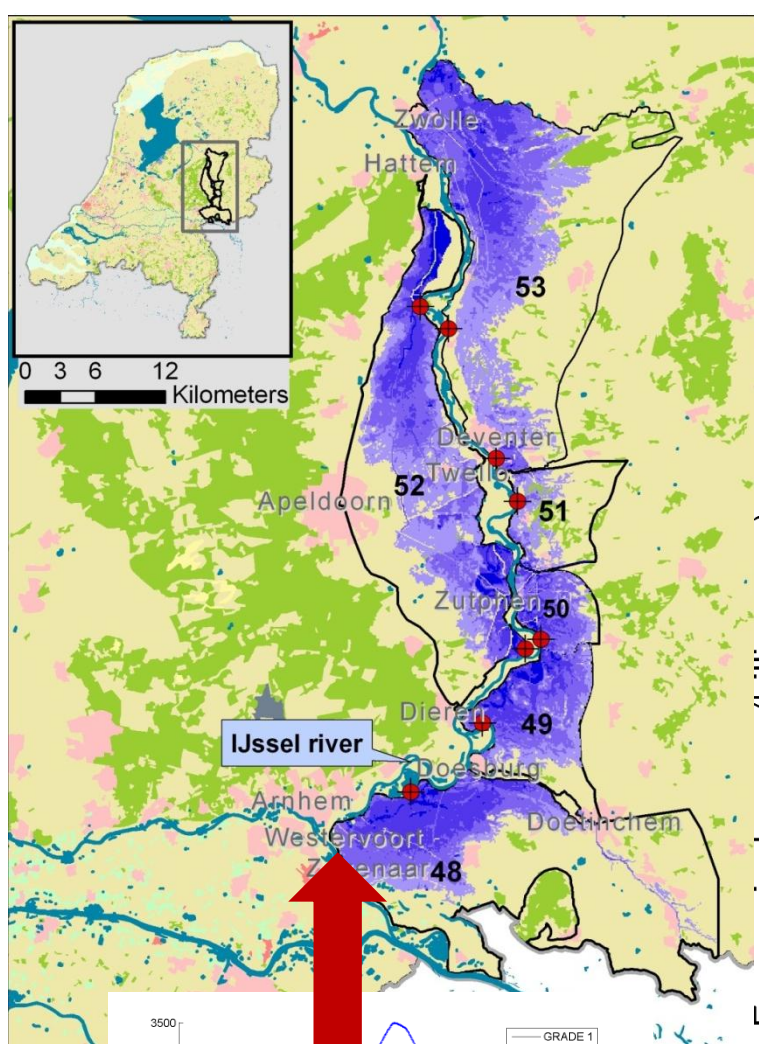 Zwolle
Hattem
53
0 3 6 12
Kilometers
Deventer
Twello
52
51
Apeldoorn
Zutphen
50
Dieren
49
IJssel river
Doesburg
Arnhem
Doetinchem
Westervoort
48
3500
GRADE 1